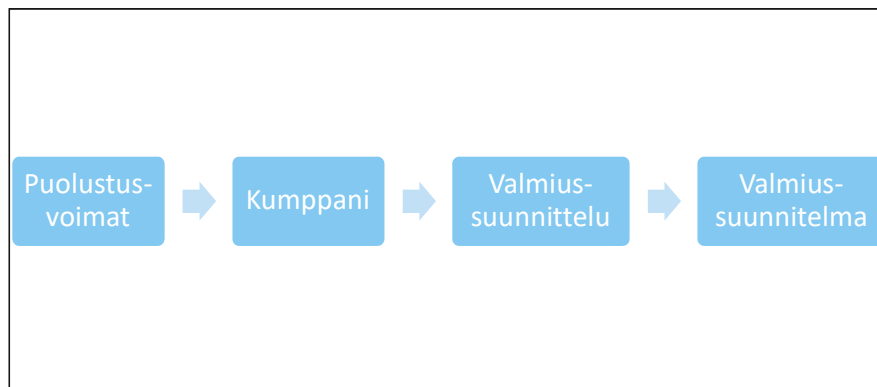 Puolustus-
voimat
Kumppani
Valmius-
suunnittelu
Valmius-
suunnitelma